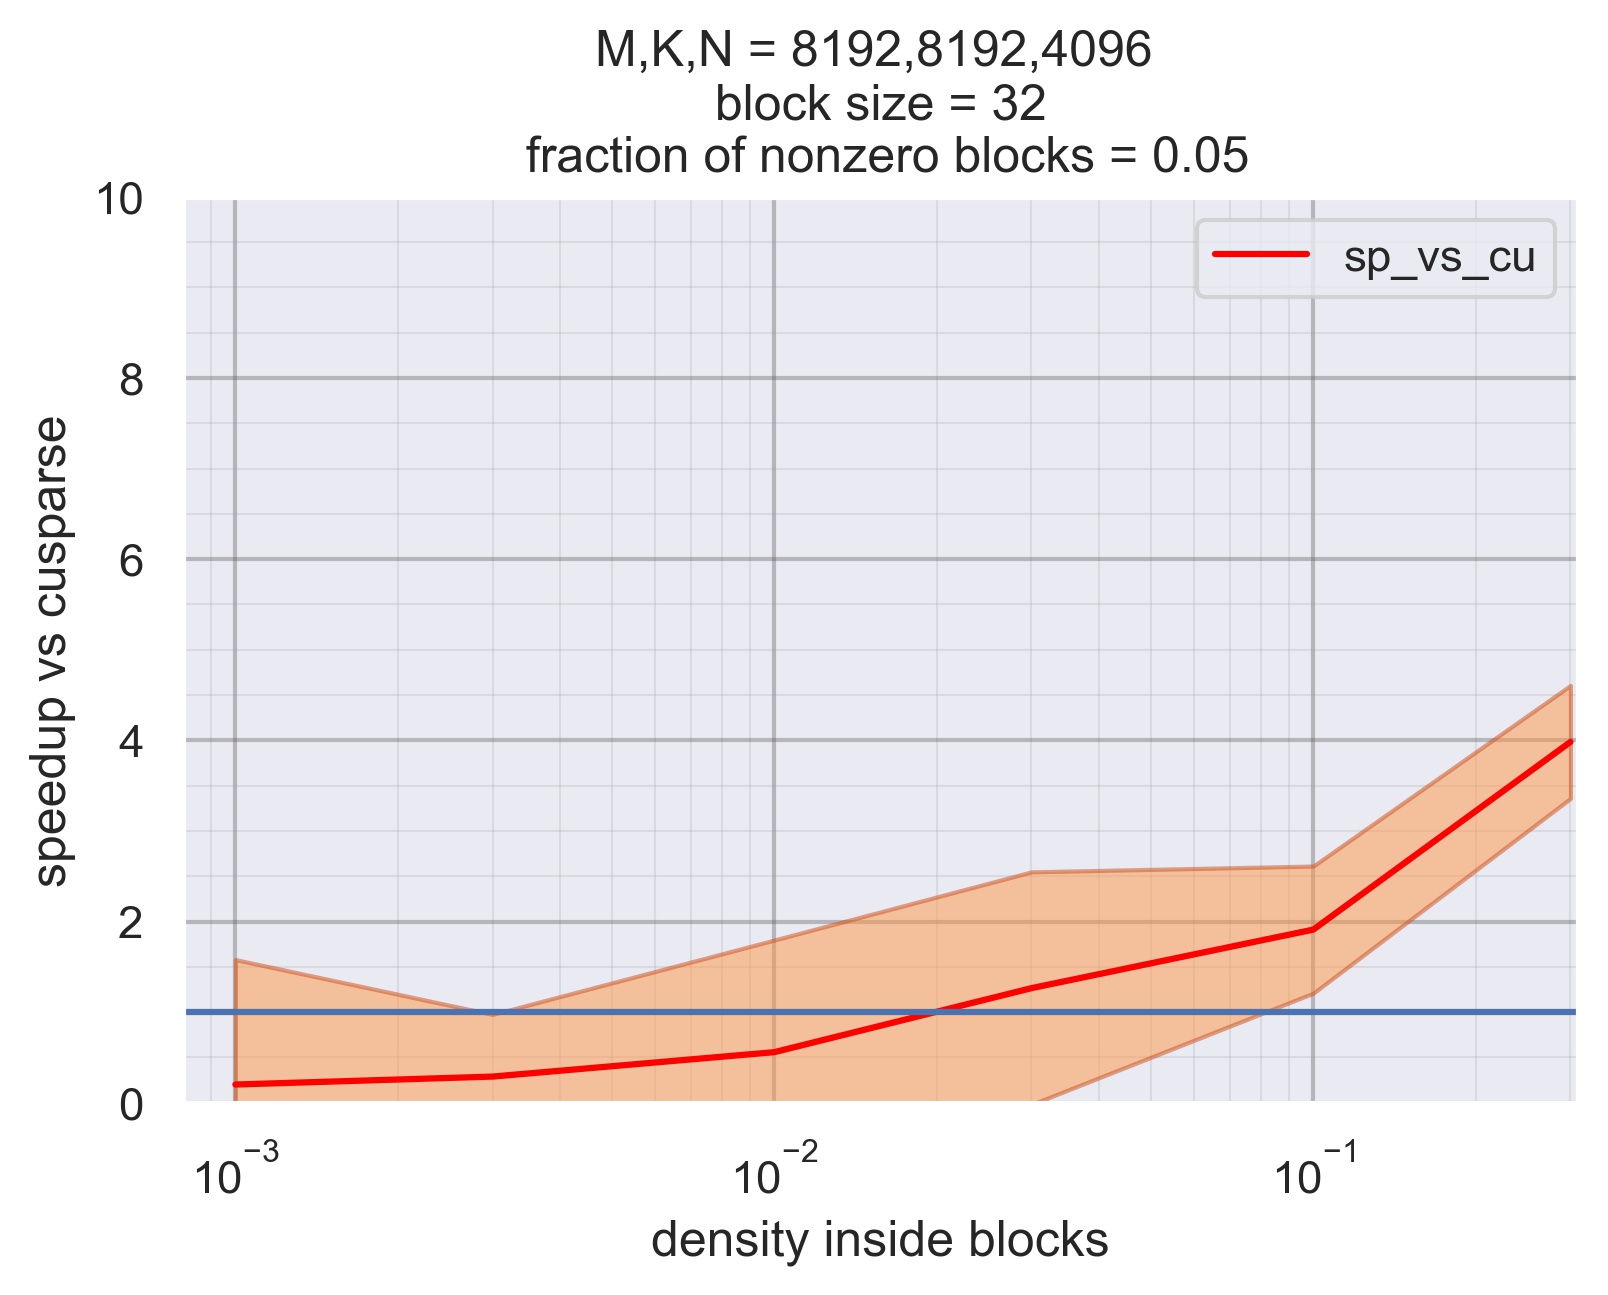 M,K,N = 8192,8192,4096
block size = 32
fraction of nonzero blocks = 0.05
sp_vs_cu
speedup vs cusparse
10
8
6
4
2
0
10⁻³
10⁻²
10⁻¹
density inside blocks